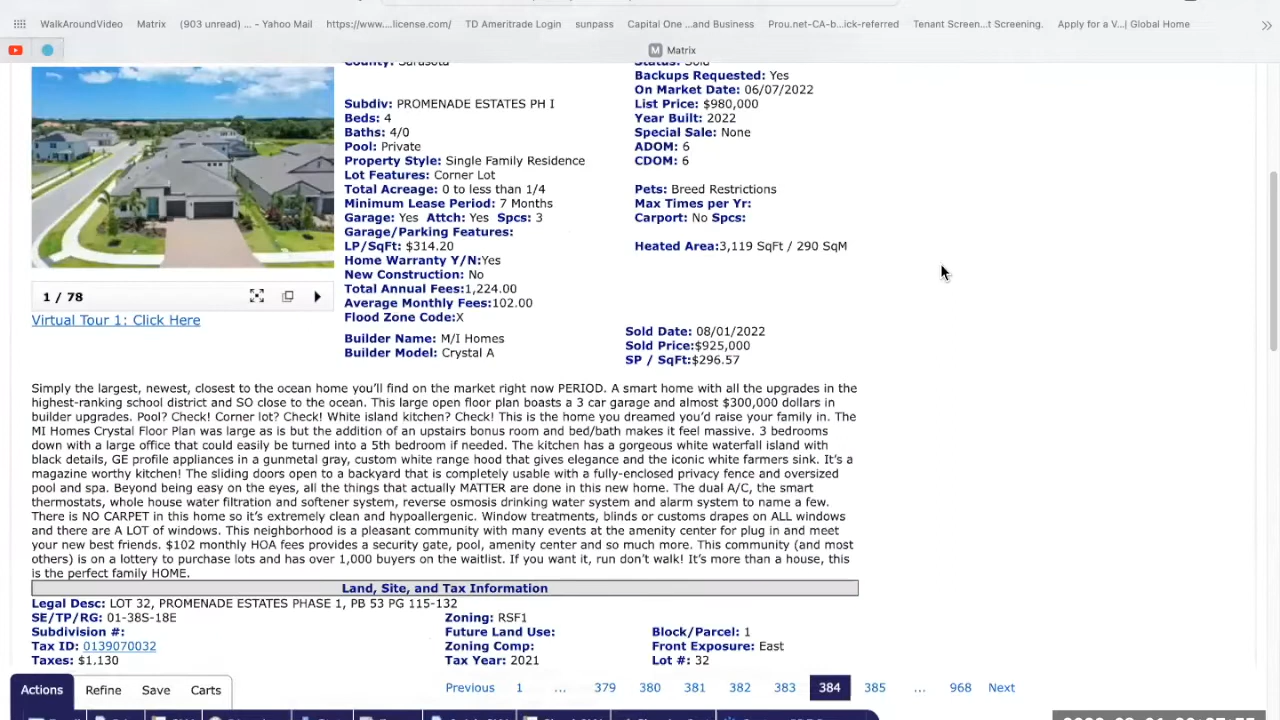 WalkAroundVideo Matrix (903 unread) ... - Yahoo Mail https://www....license.com/ TD Ameritrade Login sunpass Capital One ...and Business Prou.net-CA-b...ick-referred Tenant Screen...t Screening. Apply for a V...| Global Home
Matrix
County: Sarasota
Status: Sold
Backups Requested: Yes
On Market Date: 06/07/2022
Subdiv: PROMENADE ESTATES PH I
List Price: $980,000
Beds: 4
Year Built: 2022
Baths: 4/0
Special Sale: None
Pool: Private
ADOM: 6
Property Style: Single Family Residence
CDOM: 6
Lot Features: Corner Lot
Total Acreage: 0 to less than 1/4
Pets: Breed Restrictions
Minimum Lease Period: 7 Months
Max Times per Yr:
Garage: Yes Attch: Yes Spcs: 3
Carport: No Spcs:
Garage/Parking Features:
LP/SqFt: $314.20
Heated Area:3,119 SqFt / 290 SqM
Home Warranty Y/N:Yes
New Construction: No
Total Annual Fees:1,224.00
Average Monthly Fees:102.00
Flood Zone Code:X
1 / 78
Virtual Tour 1: Click Here
Builder Name: M/I Homes
Builder Model: Crystal A
Sold Date: 08/01/2022
Sold Price:$925,000
SP / SqFt:$296.57
Simply the largest, newest, closest to the ocean home you'll find on the market right now PERIOD. A smart home with all the upgrades in the
highest-ranking school district and SO close to the ocean. This large open floor plan boasts a 3 car garage and almost $300,000 dollars in
builder upgrades. Pool? Check! Corner lot? Check! White island kitchen? Check! This is the home you dreamed you'd raise your family in. The
MI Homes Crystal Floor Plan was large as is but the addition of an upstairs bonus room and bed/bath makes it feel massive. 3 bedrooms
down with a large office that could easily be turned into a 5th bedroom if needed. The kitchen has a gorgeous white waterfall island with
black details, GE profile appliances in a gunmetal gray, custom white range hood that gives elegance and the iconic white farmers sink. It's a
magazine worthy kitchen! The sliding doors open to a backyard that is completely usable with a fully-enclosed privacy fence and oversized
pool and spa. Beyond being easy on the eyes, all the things that actually MATTER are done in this new home. The dual A/C, the smart
thermostats, whole house water filtration and softener system, reverse osmosis drinking water system and alarm system to name a few.
There is NO CARPET in this home so it's extremely clean and hypoallergenic. Window treatments, blinds or customs drapes on ALL windows
and there are A LOT of windows. This neighborhood is a pleasant community with many events at the amenity center for plug in and meet
your new best friends. $102 monthly HOA fees provides a security gate, pool, amenity center and so much more. This community (and most
others) is on a lottery to purchase lots and has over 1,000 buyers on the waitlist. If you want it, run don't walk! It's more than a house, this
is the perfect family HOME.
Land, Site, and Tax Information
Legal Desc: LOT 32, PROMENADE ESTATES PHASE 1, PB 53 PG 115-132
SE/TP/RG: 01-38S-18E
Zoning: RSF1
Subdivision #:
Future Land Use:
Block/Parcel: 1
Tax ID: 0139070032
Zoning Comp:
Front Exposure: East
Taxes: $1,130
Tax Year: 2021
Lot #: 32
Actions Refine Save Carts
Previous 1 ... 379 380 381 382 383 384 385 ... 968 Next